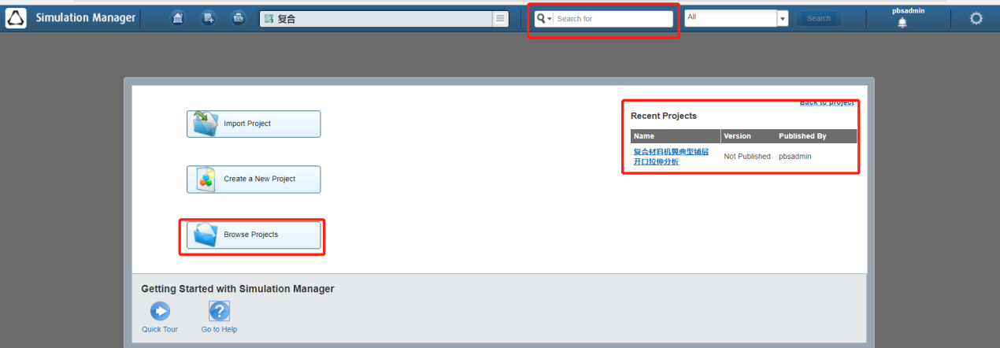 Simulation Manager
复合
Search for
All
Search
pbsadmin
Import Project
Create a New Project
Browse Projects
Back to project
Recent Projects
Name Version Published By
复合材料机翼典型铺层
开口拉伸分析
Not Published pbsadmin
Getting Started with Simulation Manager
Quick Tour Go to Help